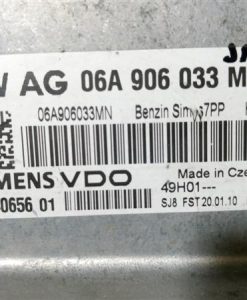 W AG 06A 906 033 M
06A906033MN Benzin Sim 7PP
EMENS VDO Made in Cze
49H01---
0656 01 SJ8 FST 20.01.10